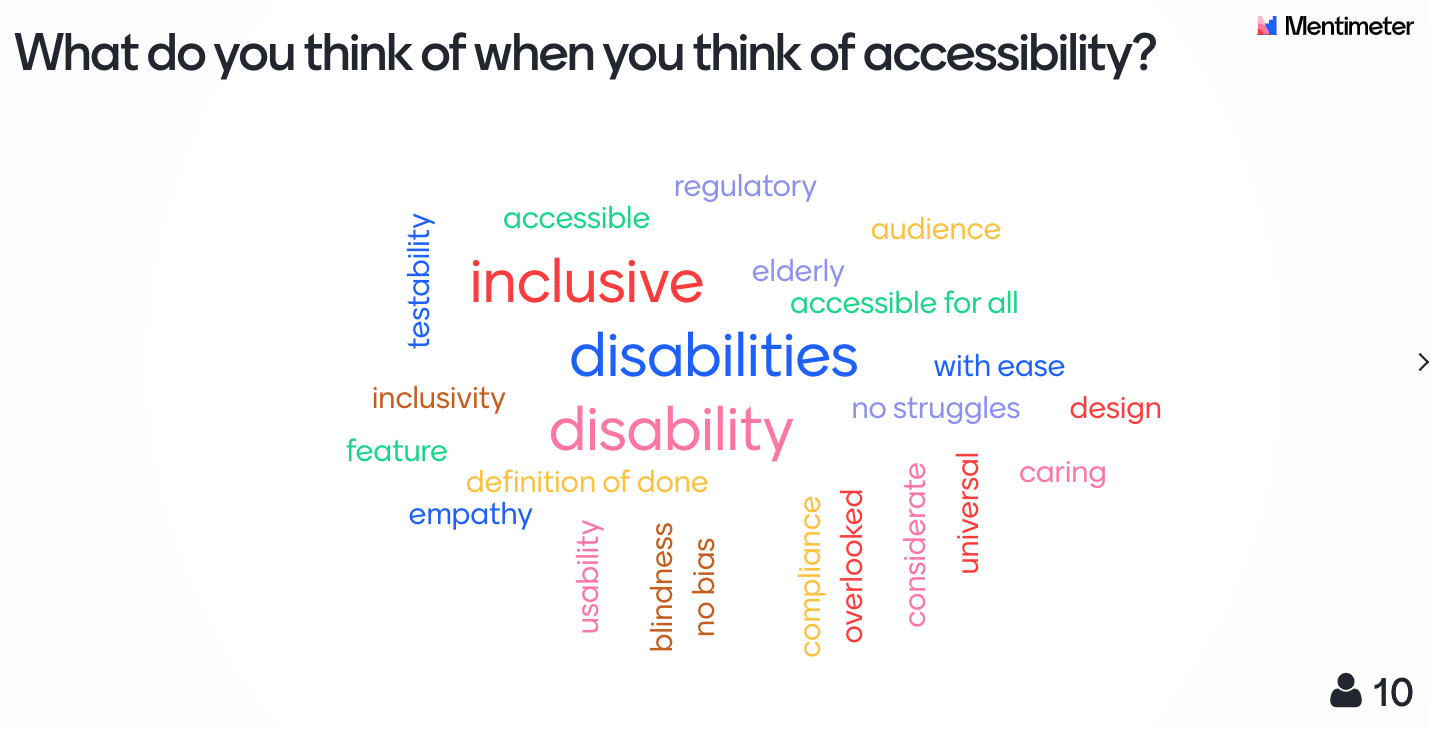 What do you think of when you think of accessibility?
Mentimeter
regulatory
accessible
audience
testability
inclusive
elderly
accessible for all
disabilities
with ease
inclusivity
no struggles
design
disability
feature
caring
definition of done
empathy
universal
considerate
overlooked
compliance
usability
blindness
no bias
10